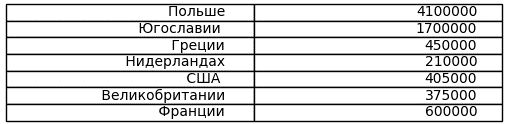 Польше 4100000
Югославии 1700000
Греции 450000
Нидерландах 210000
США 405000
Великобритании 375000
Франции 600000